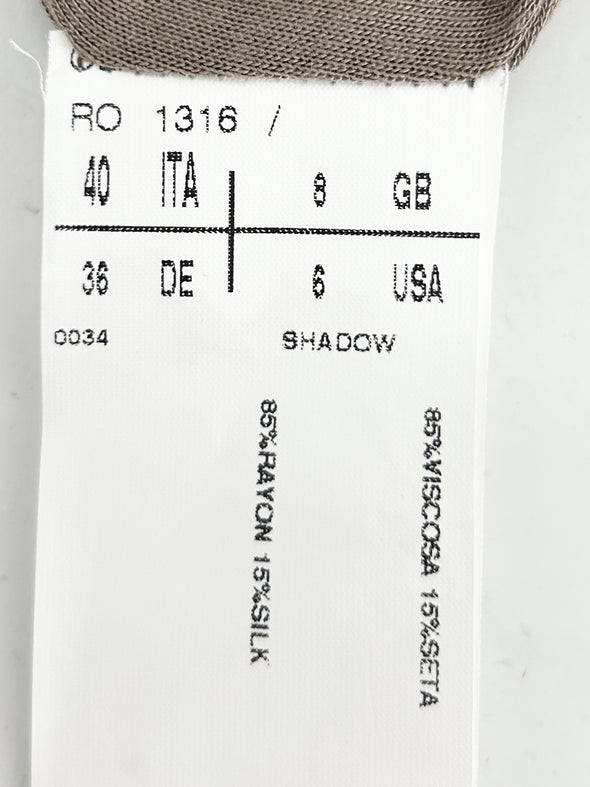 RO 1316 /
40 ITA 8 GB
36 DE 6 USA
0034 SHADOW
85%RAYON 15%SILK
85%VISCOSA 15%SETA